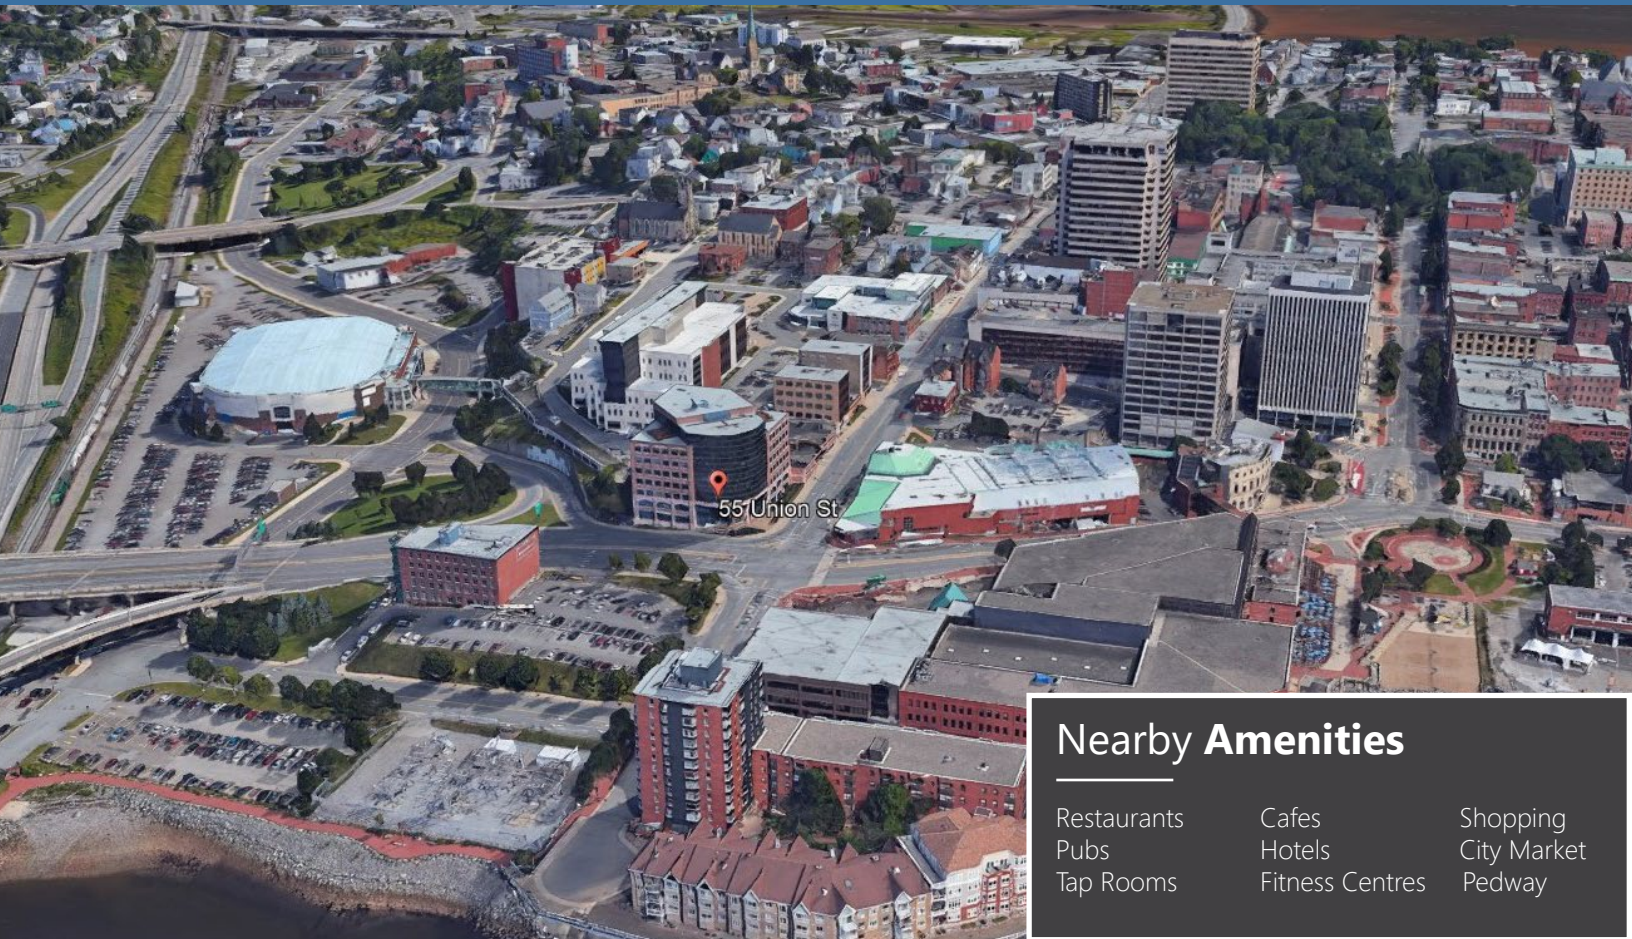 55 Union St
Nearby Amenities
Restaurants Cafes Shopping
Pubs Hotels City Market
Tap Rooms Fitness Centres Pedway